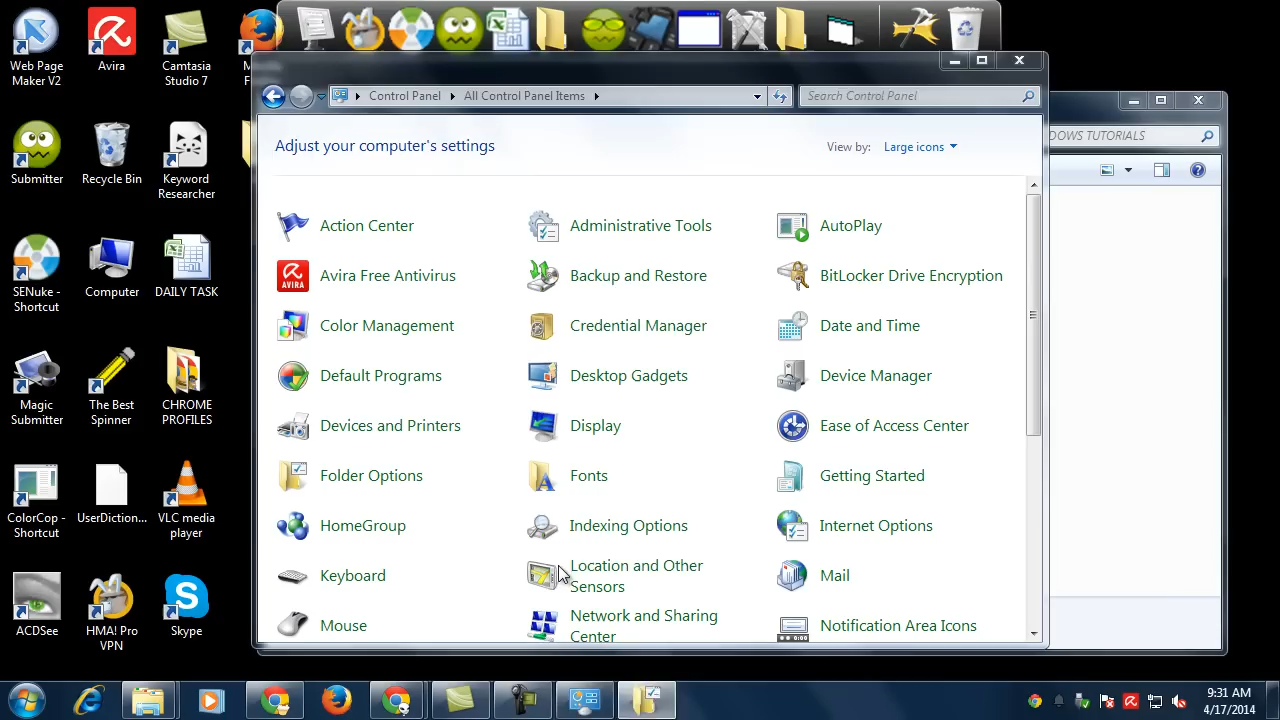 Web Page
Maker V2
Avira
Camtasia
Studio 7
M
F
Submitter
Recycle Bin
Keyword
Researcher
SENuke -
Shortcut
Computer
DAILY TASK
Magic
Submitter
The Best
Spinner
CHROME
PROFILES
ColorCop -
Shortcut
UserDiction...
VLC media
player
ACDSee
HMA! Pro
VPN
Skype
Control Panel
All Control Panel Items
Search Control Panel
DOWS TUTORIALS
Adjust your computer's settings
View by:
Large icons
Action Center
Administrative Tools
AutoPlay
AVIRA
Avira Free Antivirus
Backup and Restore
BitLocker Drive Encryption
Color Management
Credential Manager
Date and Time
Default Programs
Desktop Gadgets
Device Manager
Devices and Printers
Display
Ease of Access Center
Folder Options
Fonts
Getting Started
HomeGroup
Indexing Options
Internet Options
Keyboard
Location and Other
Sensors
Mail
Mouse
Network and Sharing
Center
Notification Area Icons
9:31 AM
4/17/2014